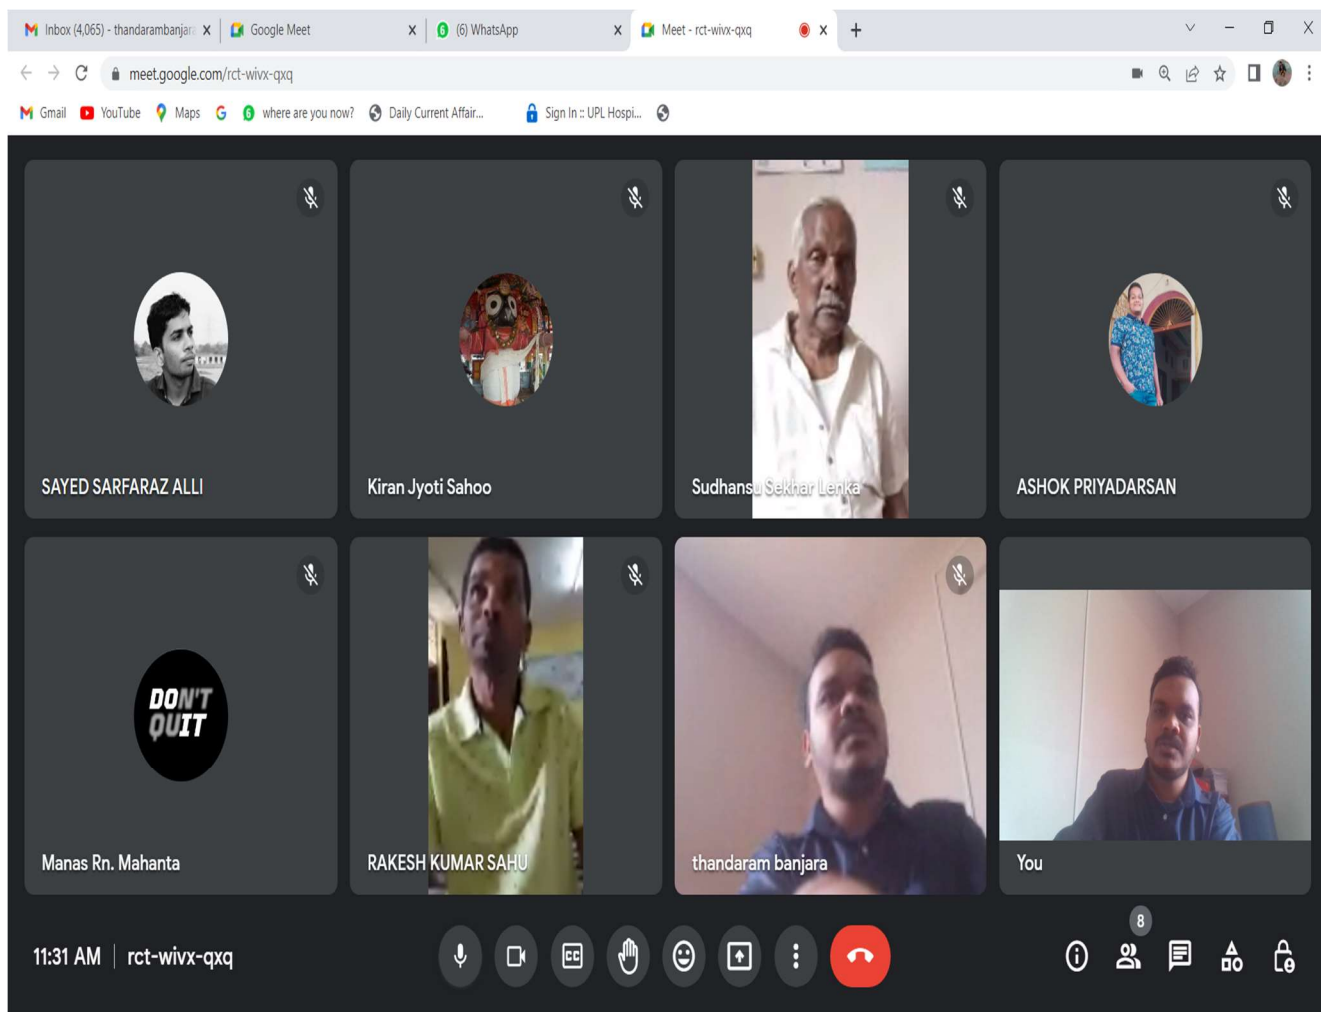 Inbox (4,065) - thandarambanjar
Google Meet
6
(6) WhatsApp
Meet - rct-wivx-qxq
meet.google.com/rct-wivx-qxq
Gmail
YouTube
Maps
G
6
where are you now?
Daily Current Affair...
Sign In :: UPL Hospi...
SAYED SARFARAZ ALLI
Kiran Jyoti Sahoo
Sudhansu Sekhar Lenka
ASHOK PRIYADARSAN
DON'T
QUIT
Manas Rn. Mahanta
RAKESH KUMAR SAHU
thandaram banjara
You
11:31 AM | rct-wivx-qxq
CC
8